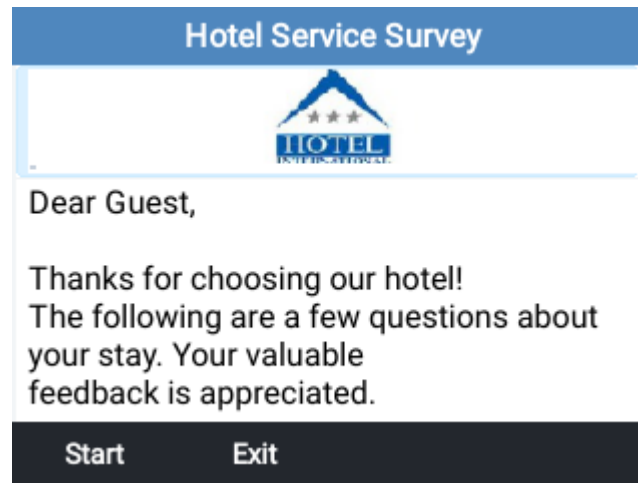 Hotel Service Survey
HOTEL
INTERNATIONAL
Dear Guest,
Thanks for choosing our hotel!
The following are a few questions about
your stay. Your valuable
feedback is appreciated.
Start Exit